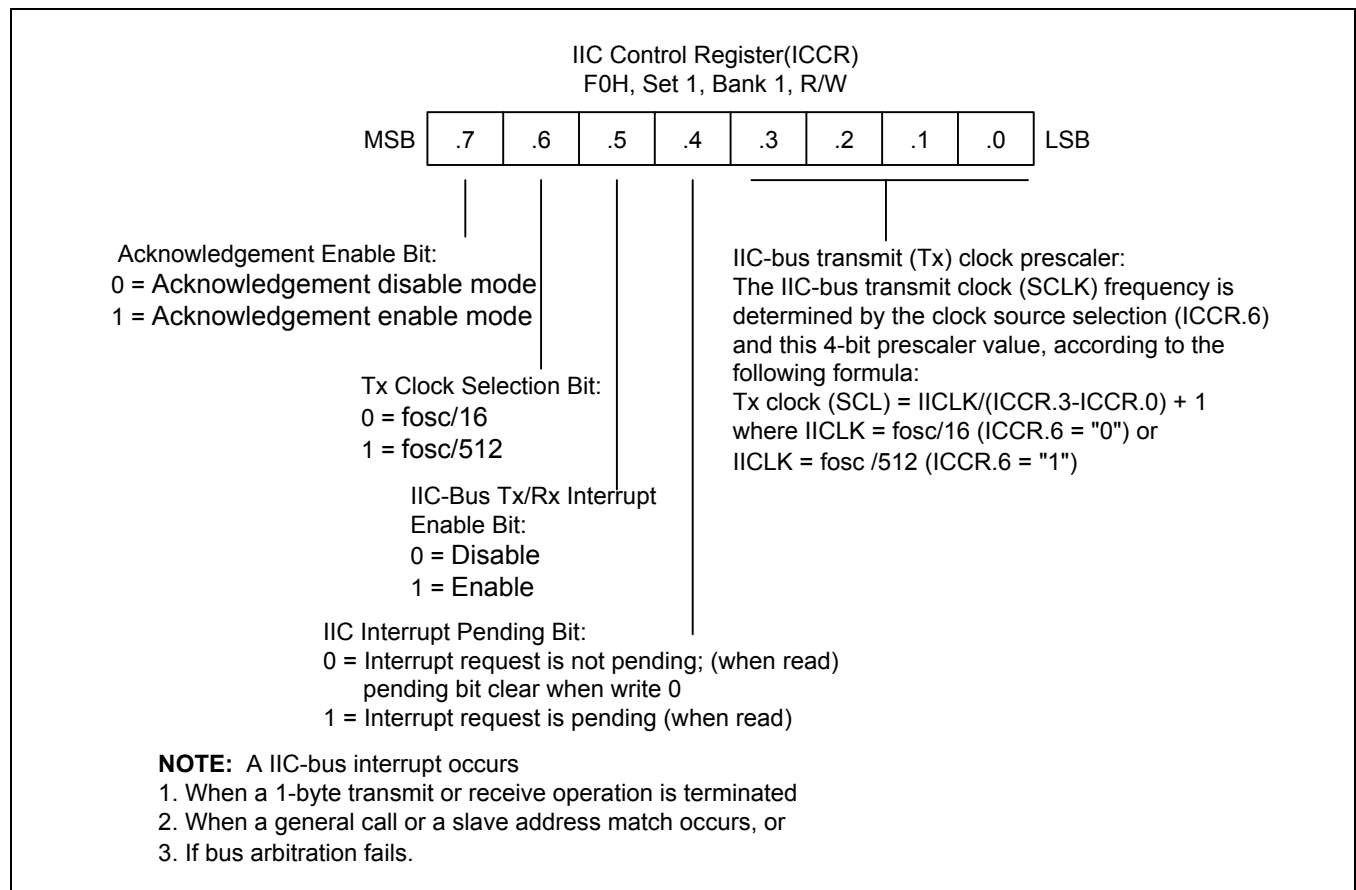 IIC Control Register(ICCR)
F0H, Set 1, Bank 1, R/W
MSB .7 .6 .5 .4 .3 .2 .1 .0 LSB
Acknowledgement Enable Bit:
0 = Acknowledgement disable mode
1 = Acknowledgement enable mode
Tx Clock Selection Bit:
0 = fosc/16
1 = fosc/512
IIC-Bus Tx/Rx Interrupt
Enable Bit:
0 = Disable
1 = Enable
IIC Interrupt Pending Bit:
0 = Interrupt request is not pending; (when read)
pending bit clear when write 0
1 = Interrupt request is pending (when read)
IIC-bus transmit (Tx) clock prescaler:
The IIC-bus transmit clock (SCLK) frequency is
determined by the clock source selection (ICCR.6)
and this 4-bit prescaler value, according to the
following formula:
Tx clock (SCL) = IICLK/(ICCR.3-ICCR.0) + 1
where IICLK = fosc/16 (ICCR.6 = "0") or
IICLK = fosc /512 (ICCR.6 = "1")
NOTE: A IIC-bus interrupt occurs
1. When a 1-byte transmit or receive operation is terminated
2. When a general call or a slave address match occurs, or
3. If bus arbitration fails.